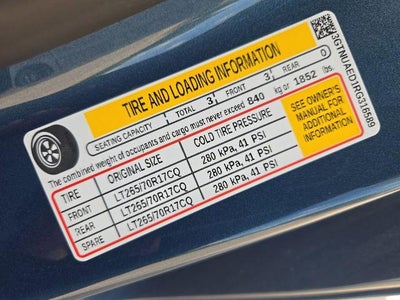 TIRE AND LOADING INFORMATION
SEATING CAPACITY TOTAL 3 FRONT 3 REAR 0
The combined weight of occupants and cargo must never exceed 840 kg or 1852 lbs.
TIRE ORIGINAL SIZE COLD TIRE PRESSURE
FRONT LT265/70R17CQ 280 kPa, 41 PSI
REAR LT265/70R17CQ 280 kPa, 41 PSI
SPARE LT265/70R17CQ 280 kPa, 41 PSI
SEE OWNER'S
MANUAL FOR
ADDITIONAL
INFORMATION
3GTNUAED1RG316589